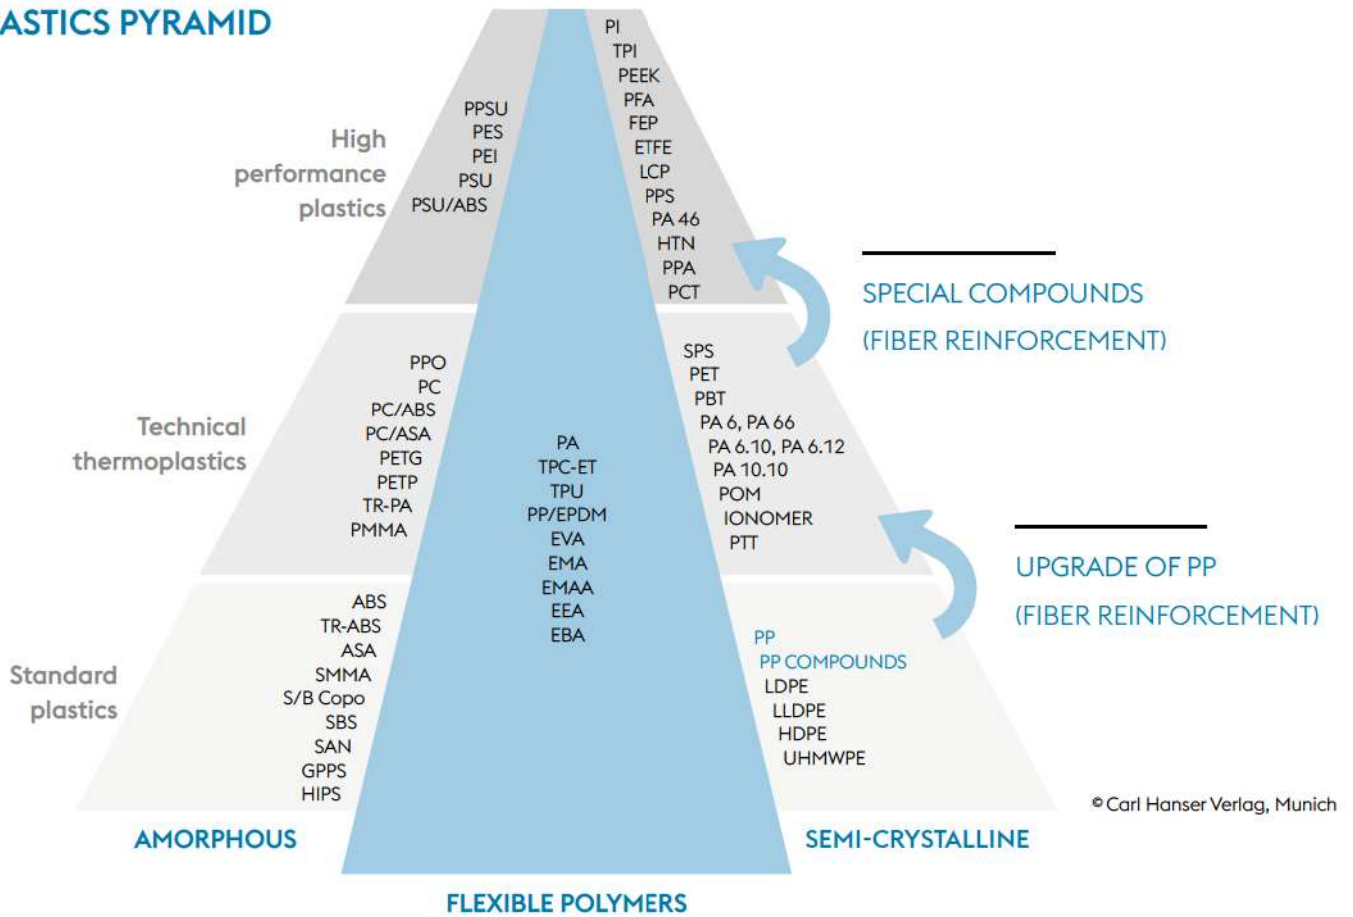 ASTICS PYRAMID
High
performance
plastics
PPSU
PES
PEI
PSU
PSU/ABS
PI
TPI
PEEK
PFA
FEP
ETFE
LCP
PPS
PA 46
HTN
PPA
PCT
SPECIAL COMPOUNDS
(FIBER REINFORCEMENT)
Technical
thermoplastics
PPO
PC
PC/ABS
PC/ASA
PETG
PETP
TR-PA
PMMA
PA
TPC-ET
TPU
PP/EPDM
EVA
EMA
EMAA
EEA
EBA
SPS
PET
PBT
PA 6, PA 66
PA 6.10, PA 6.12
PA 10.10
POM
IONOMER
PTT
UPGRADE OF PP
(FIBER REINFORCEMENT)
Standard
plastics
ABS
TR-ABS
ASA
SMMA
S/B Copo
SBS
SAN
GPPS
HIPS
PP
PP COMPOUNDS
LDPE
LLDPE
HDPE
UHMWPE
© Carl Hanser Verlag, Munich
AMORPHOUS
SEMI-CRYSTALLINE
FLEXIBLE POLYMERS